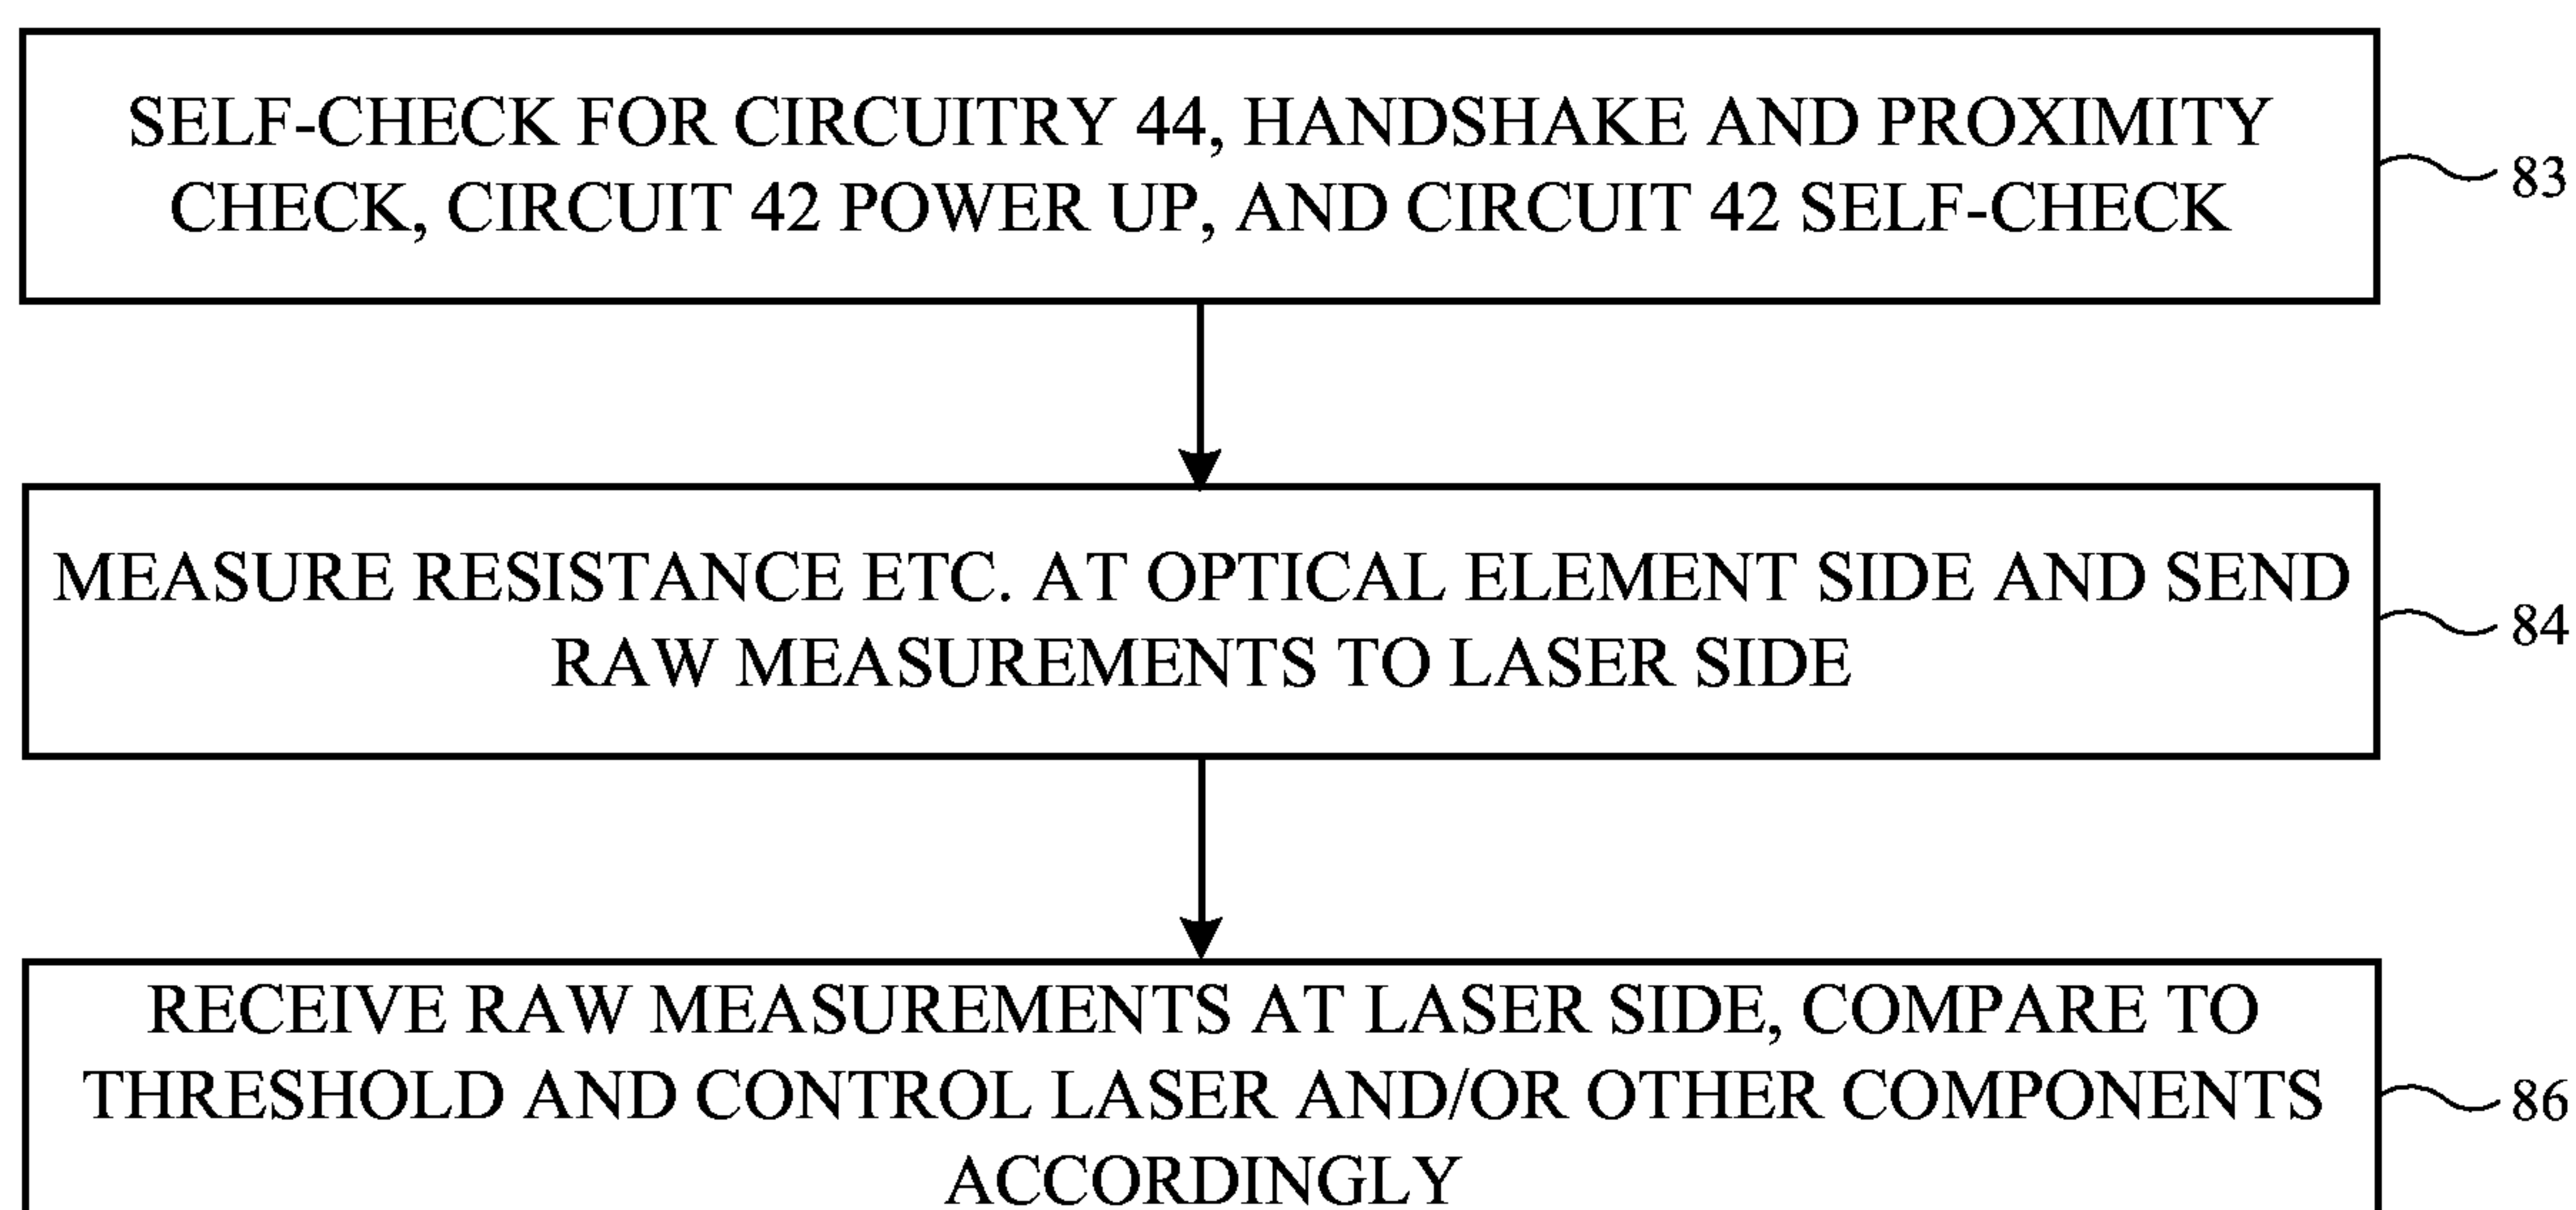 SELF-CHECK FOR CIRCUITRY 44, HANDSHAKE AND PROXIMITY
CHECK, CIRCUIT 42 POWER UP, AND CIRCUIT 42 SELF-CHECK
83
MEASURE RESISTANCE ETC. AT OPTICAL ELEMENT SIDE AND SEND
RAW MEASUREMENTS TO LASER SIDE
84
RECEIVE RAW MEASUREMENTS AT LASER SIDE, COMPARE TO
THRESHOLD AND CONTROL LASER AND/OR OTHER COMPONENTS
ACCORDINGLY
86